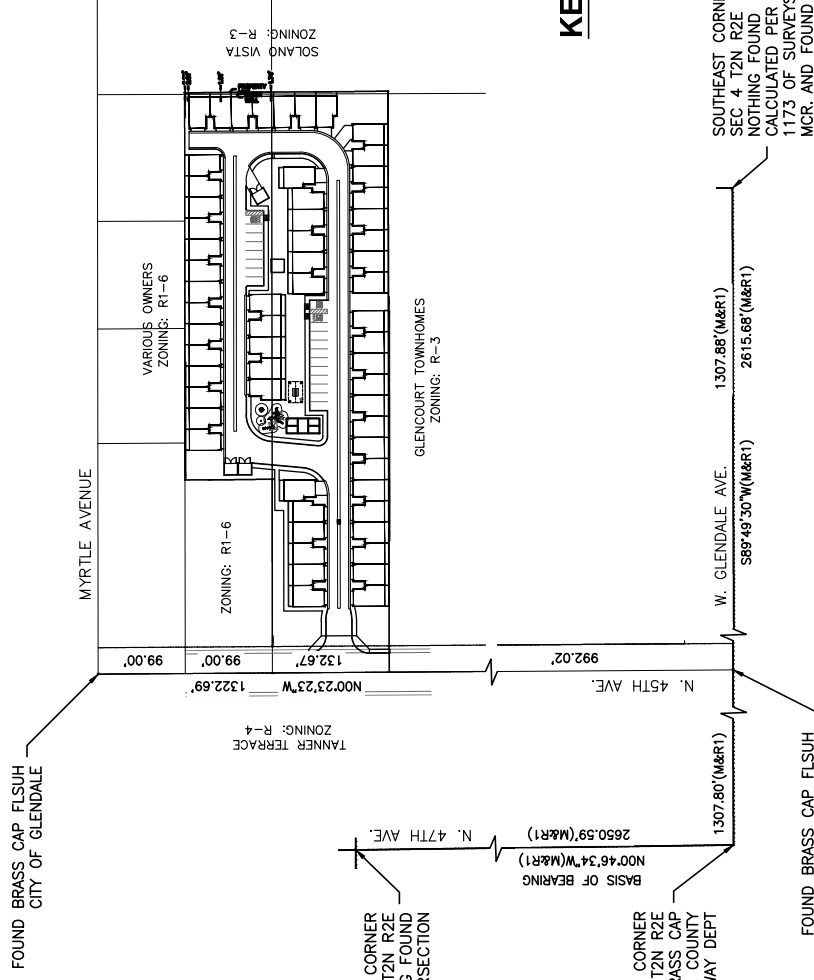 KE
SOLANO VISTA
ZONING: R-3
SOUTHEAST CORNE
SEC 4 T2N R2E
NOTHING FOUND
CALCULATED PER
1173 OF SURVEYS
MCR. AND FOUND
VARIOUS OWNERS
ZONING: R1-6
GLENCOURT TOWNHOMES
ZONING: R-3
1307.88'(M&R1)
2615.68'(M&R1)
MYRTLE AVENUE
ZONING: R1-6
W. GLENDALE AVE.
S89°49'30"W(M&R1)
99.00'
99.00'
132.67'
992.02'
1322.69'
N00°23'23"W
N. 45TH AVE.
TANNER TERRACE
ZONING: R-4
FOUND BRASS CAP FLSUH
CITY OF GLENDALE
1307.80'(M&R1)
N. 47TH AVE.
2650.59'(M&R1)
N00°46'34"W(M&R1)
BASIS OF BEARING
CORNER
T2N R2E
FOUND
RSECTION
CORNER
T2N R2E
RASS CAP
COUNTY
WAY DEPT
FOUND BRASS CAP FLSUH